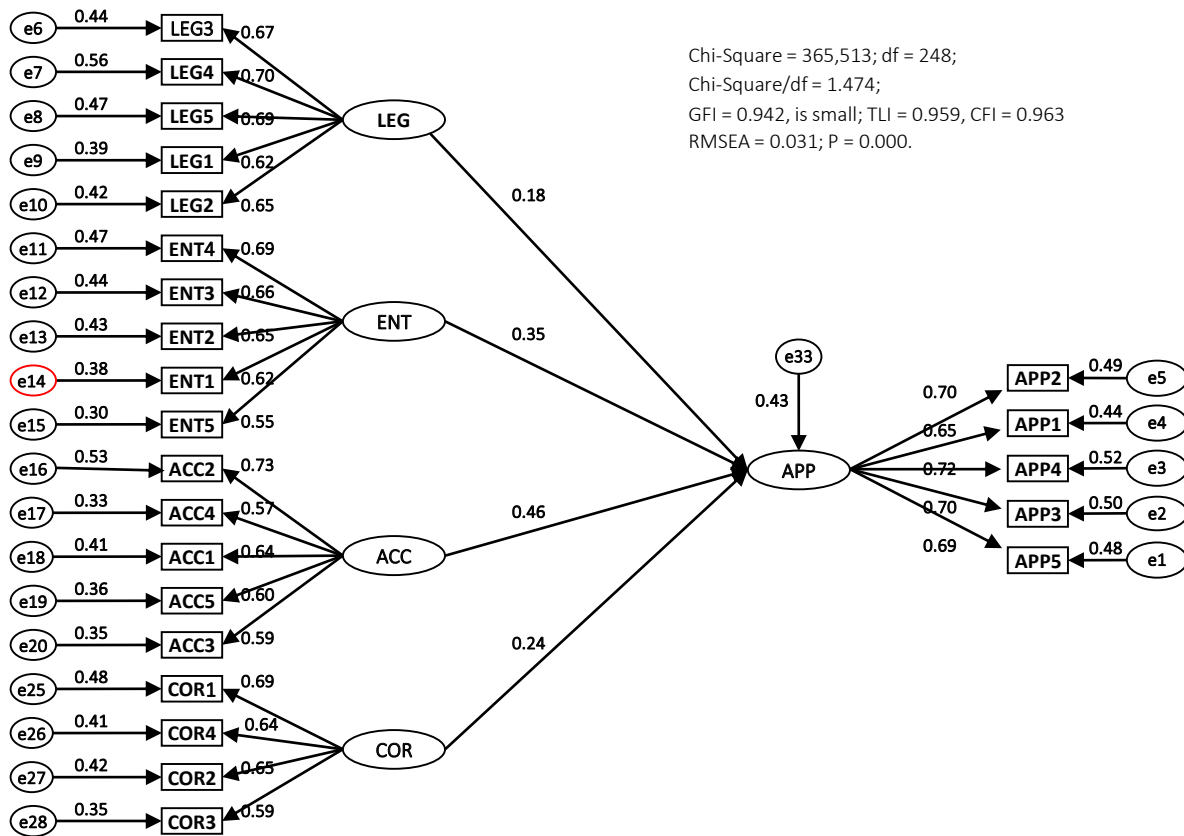 Chi-Square = 365,513; df = 248;
Chi-Square/df = 1.474;
GFI = 0.942, is small; TLI = 0.959, CFI = 0.963
RMSEA = 0.031; P = 0.000.
e6 0.44 LEG3 0.67
e7 0.56 LEG4 0.70
e8 0.47 LEG5 0.69
LEG
e9 0.39 LEG1 0.62
e10 0.42 LEG2 0.65
0.18
e11 0.47 ENT4 0.69
e12 0.44 ENT3 0.66
ENT
e13 0.43 ENT2 0.65
0.35
e14 0.38 ENT1 0.62
e15 0.30 ENT5 0.55
e16 0.53 ACC2 0.73
e17 0.33 ACC4 0.57
0.46
e18 0.41 ACC1 0.64
ACC
e19 0.36 ACC5 0.60
e20 0.35 ACC3 0.59
0.24
e25 0.48 COR1 0.69
e26 0.41 COR4 0.64
COR
e27 0.42 COR2 0.65
e28 0.35 COR3 0.59
e33
0.43
APP
0.70 APP2 0.49 e5
0.65 APP1 0.44 e4
0.72 APP4 0.52 e3
0.70 APP3 0.50 e2
0.69 APP5 0.48 e1